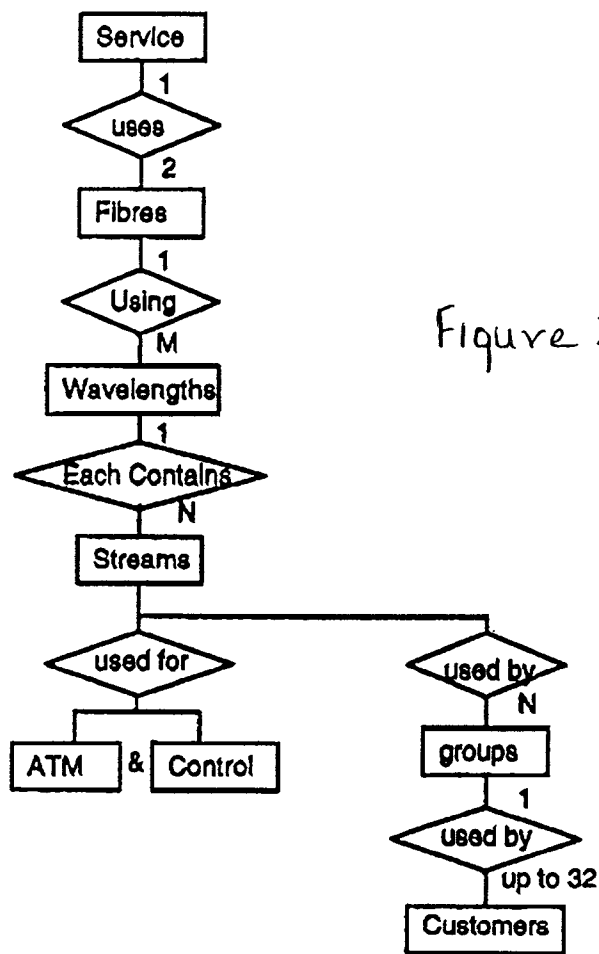 Service
1
uses
2
Fibres
1
Using
M
Figure
Wavelengths
1
Each Contains
N
Streams
used for
used by
N
ATM & Control
groups
1
used by
up to 32
Customers